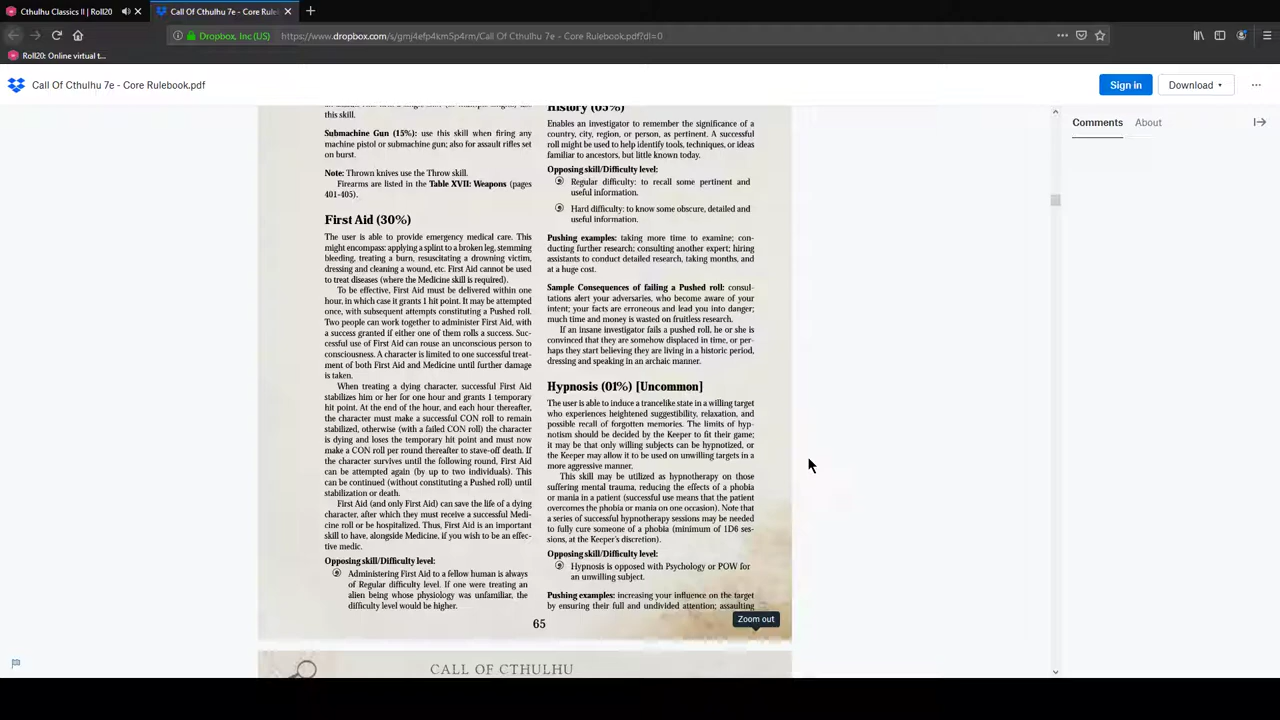 Cthulhu Classics II | Roll20
Call Of Cthulhu 7e - Core Rulel
Dropbox, Inc (US)
https://www.dropbox.com/s/gmj4efp4km5p4rm/Call Of Cthulhu 7e - Core Rulebook.pdf?dl=0
Roll20: Online virtual t...
Call Of Cthulhu 7e - Core Rulebook.pdf
Sign in
Download
Comments
About
this skill.
Submachine Gun (15%): use this skill when firing any
machine pistol or submachine gun; also for assault rifles set
on burst.
Note: Thrown knives use the Throw skill.
Firearms are listed in the Table XVII: Weapons (pages
401-405).
First Aid (30%)
The user is able to provide emergency medical care. This
might encompass: applying a splint to a broken leg, stemming
bleeding, treating a burn, resuscitating a drowning victim,
dressing and cleaning a wound, etc. First Aid cannot be used
to treat diseases (where the Medicine skill is required).
To be effective, First Aid must be delivered within one
hour, in which case it grants 1 hit point. It may be attempted
once, with subsequent attempts constituting a Pushed roll.
Two people can work together to administer First Aid, with
a success granted if either one of them rolls a success. Suc-
cessful use of First Aid can rouse an unconscious person to
consciousness. A character is limited to one successful treat-
ment of both First Aid and Medicine until further damage
is taken.
When treating a dying character, successful First Aid
stabilizes him or her for one hour and grants 1 temporary
hit point. At the end of the hour, and each hour thereafter,
the character must make a successful CON roll to remain
stabilized, otherwise (with a failed CON roll) the character
is dying and loses the temporary hit point and must now
make a CON roll per round thereafter to stave-off death. If
the character survives until the following round, First Aid
can be attempted again (by up to two individuals). This
can be continued (without constituting a Pushed roll) until
stabilization or death.
First Aid (and only First Aid) can save the life of a dying
character, after which they must receive a successful Medi-
cine roll or be hospitalized. Thus, First Aid is an important
skill to have, alongside Medicine, if you wish to be an effec-
tive medic.
Opposing skill/Difficulty level:
Administering First Aid to a fellow human is always
of Regular difficulty level. If one were treating an
alien being whose physiology was unfamiliar, the
difficulty level would be higher.
History (05%)
Enables an investigator to remember the significance of a
country, city, region, or person, as pertinent. A successful
roll might be used to help identify tools, techniques, or ideas
familiar to ancestors, but little known today.
Opposing skill/Difficulty level:
Regular difficulty: to recall some pertinent and
useful information.
Hard difficulty: to know some obscure, detailed and
useful information.
Pushing examples: taking more time to examine; con-
ducting further research; consulting another expert; hiring
assistants to conduct detailed research, taking months, and
at a huge cost.
Sample Consequences of failing a Pushed roll: consul-
tations alert your adversaries, who become aware of your
intent; your facts are erroneous and lead you into danger;
much time and money is wasted on fruitless research.
If an insane investigator fails a pushed roll, he or she is
convinced that they are somehow displaced in time, or per-
haps they start believing they are living in a historic period,
dressing and speaking in an archaic manner.
Hypnosis (01%) [Uncommon]
The user is able to induce a trancelike state in a willing target
who experiences heightened suggestibility, relaxation, and
possible recall of forgotten memories. The limits of hyp-
notism should be decided by the Keeper to fit their game;
it may be that only willing subjects can be hypnotized, or
the Keeper may allow it to be used on unwilling targets in
a more aggressive manner.
This skill may be utilized as hypnotherapy on those
suffering mental trauma, reducing the effects of a phobia
or mania in a patient (successful use means that the patient
overcomes the phobia or mania on one occasion). Note that
a series of successful hypnotherapy sessions may be needed
to fully cure someone of a phobia (minimum of 1D6 ses-
sions, at the Keeper's discretion).
Opposing skill/Difficulty level:
Hypnosis is opposed with Psychology or POW for
an unwilling subject.
Pushing examples: increasing your influence on the target
by ensuring their full and undivided attention; assaulting
65
Zoom out
CALL OF CTHULHU